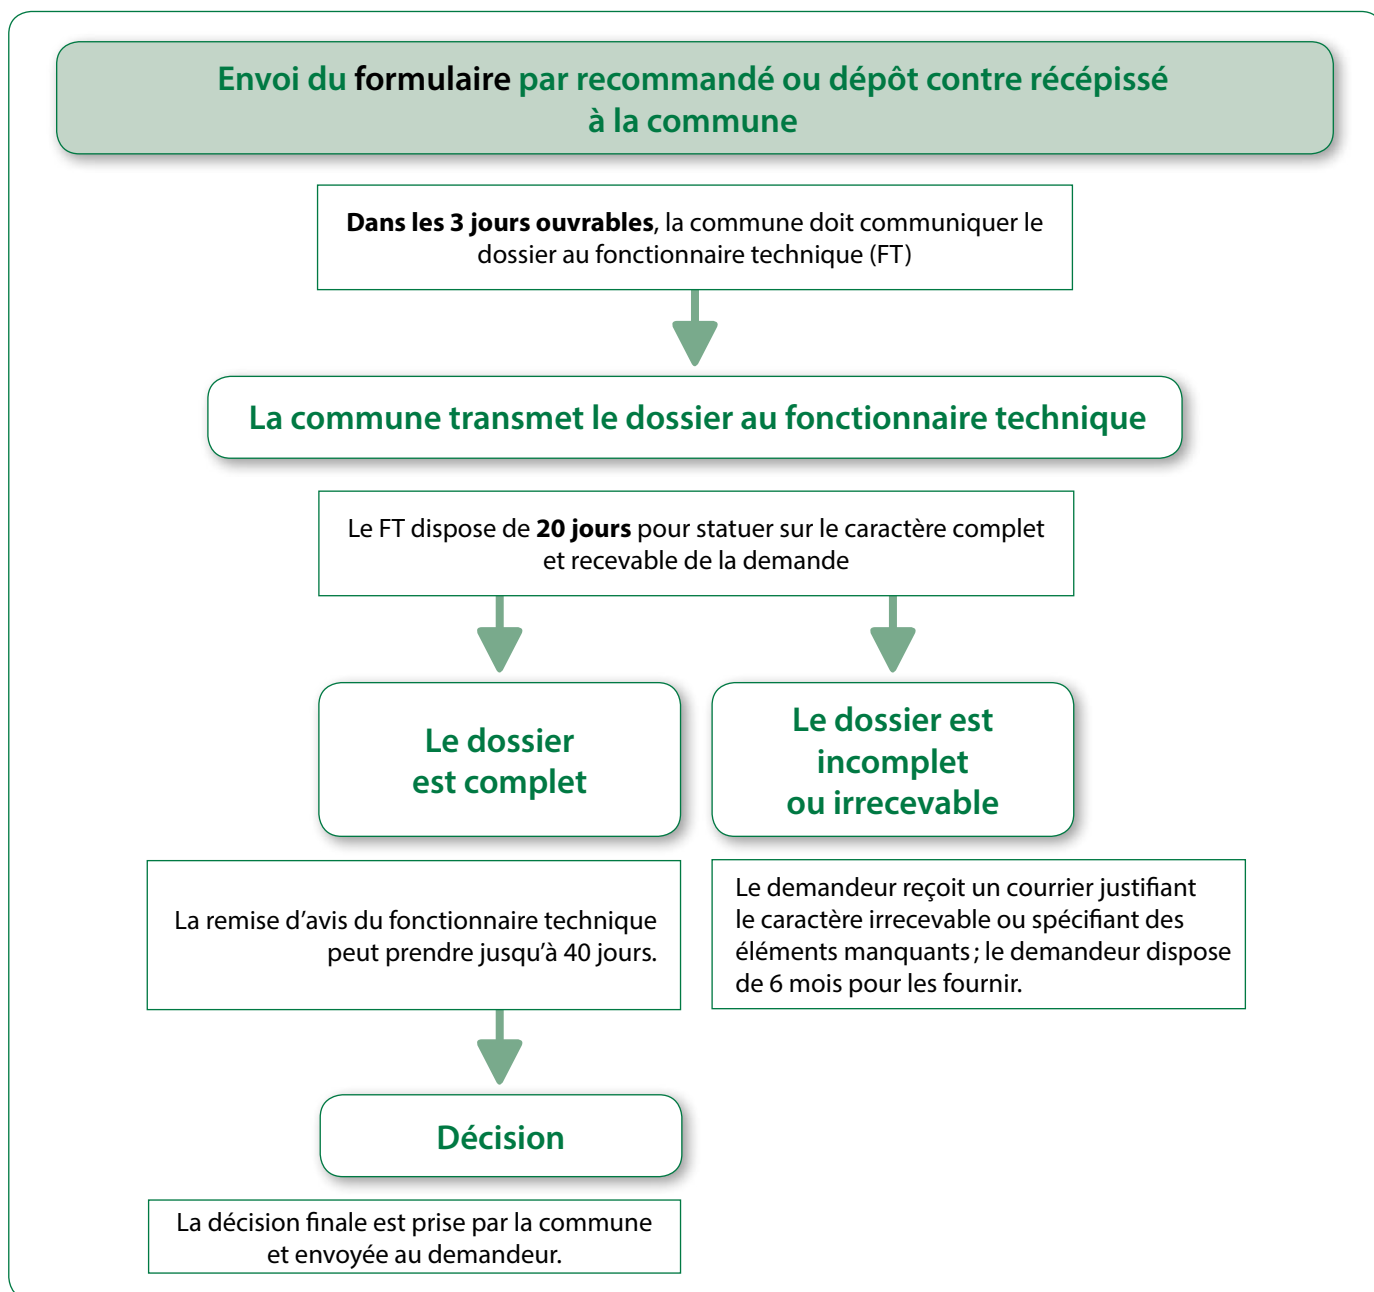 Envoi du formulaire par recommandé ou dépôt contre récépissé
à la commune
Dans les 3 jours ouvrables, la commune doit communiquer le
dossier au fonctionnaire technique (FT)
La commune transmet le dossier au fonctionnaire technique
Le FT dispose de 20 jours pour statuer sur le caractère complet
et recevable de la demande
Le dossier
est complet
Le dossier est
incomplet
ou irrecevable
La remise d’avis du fonctionnaire technique
peut prendre jusqu’à 40 jours.
Le demandeur reçoit un courrier justifiant
le caractère irrecevable ou spécifiant des
éléments manquants ; le demandeur dispose
de 6 mois pour les fournir.
Décision
La décision finale est prise par la commune
et envoyée au demandeur.